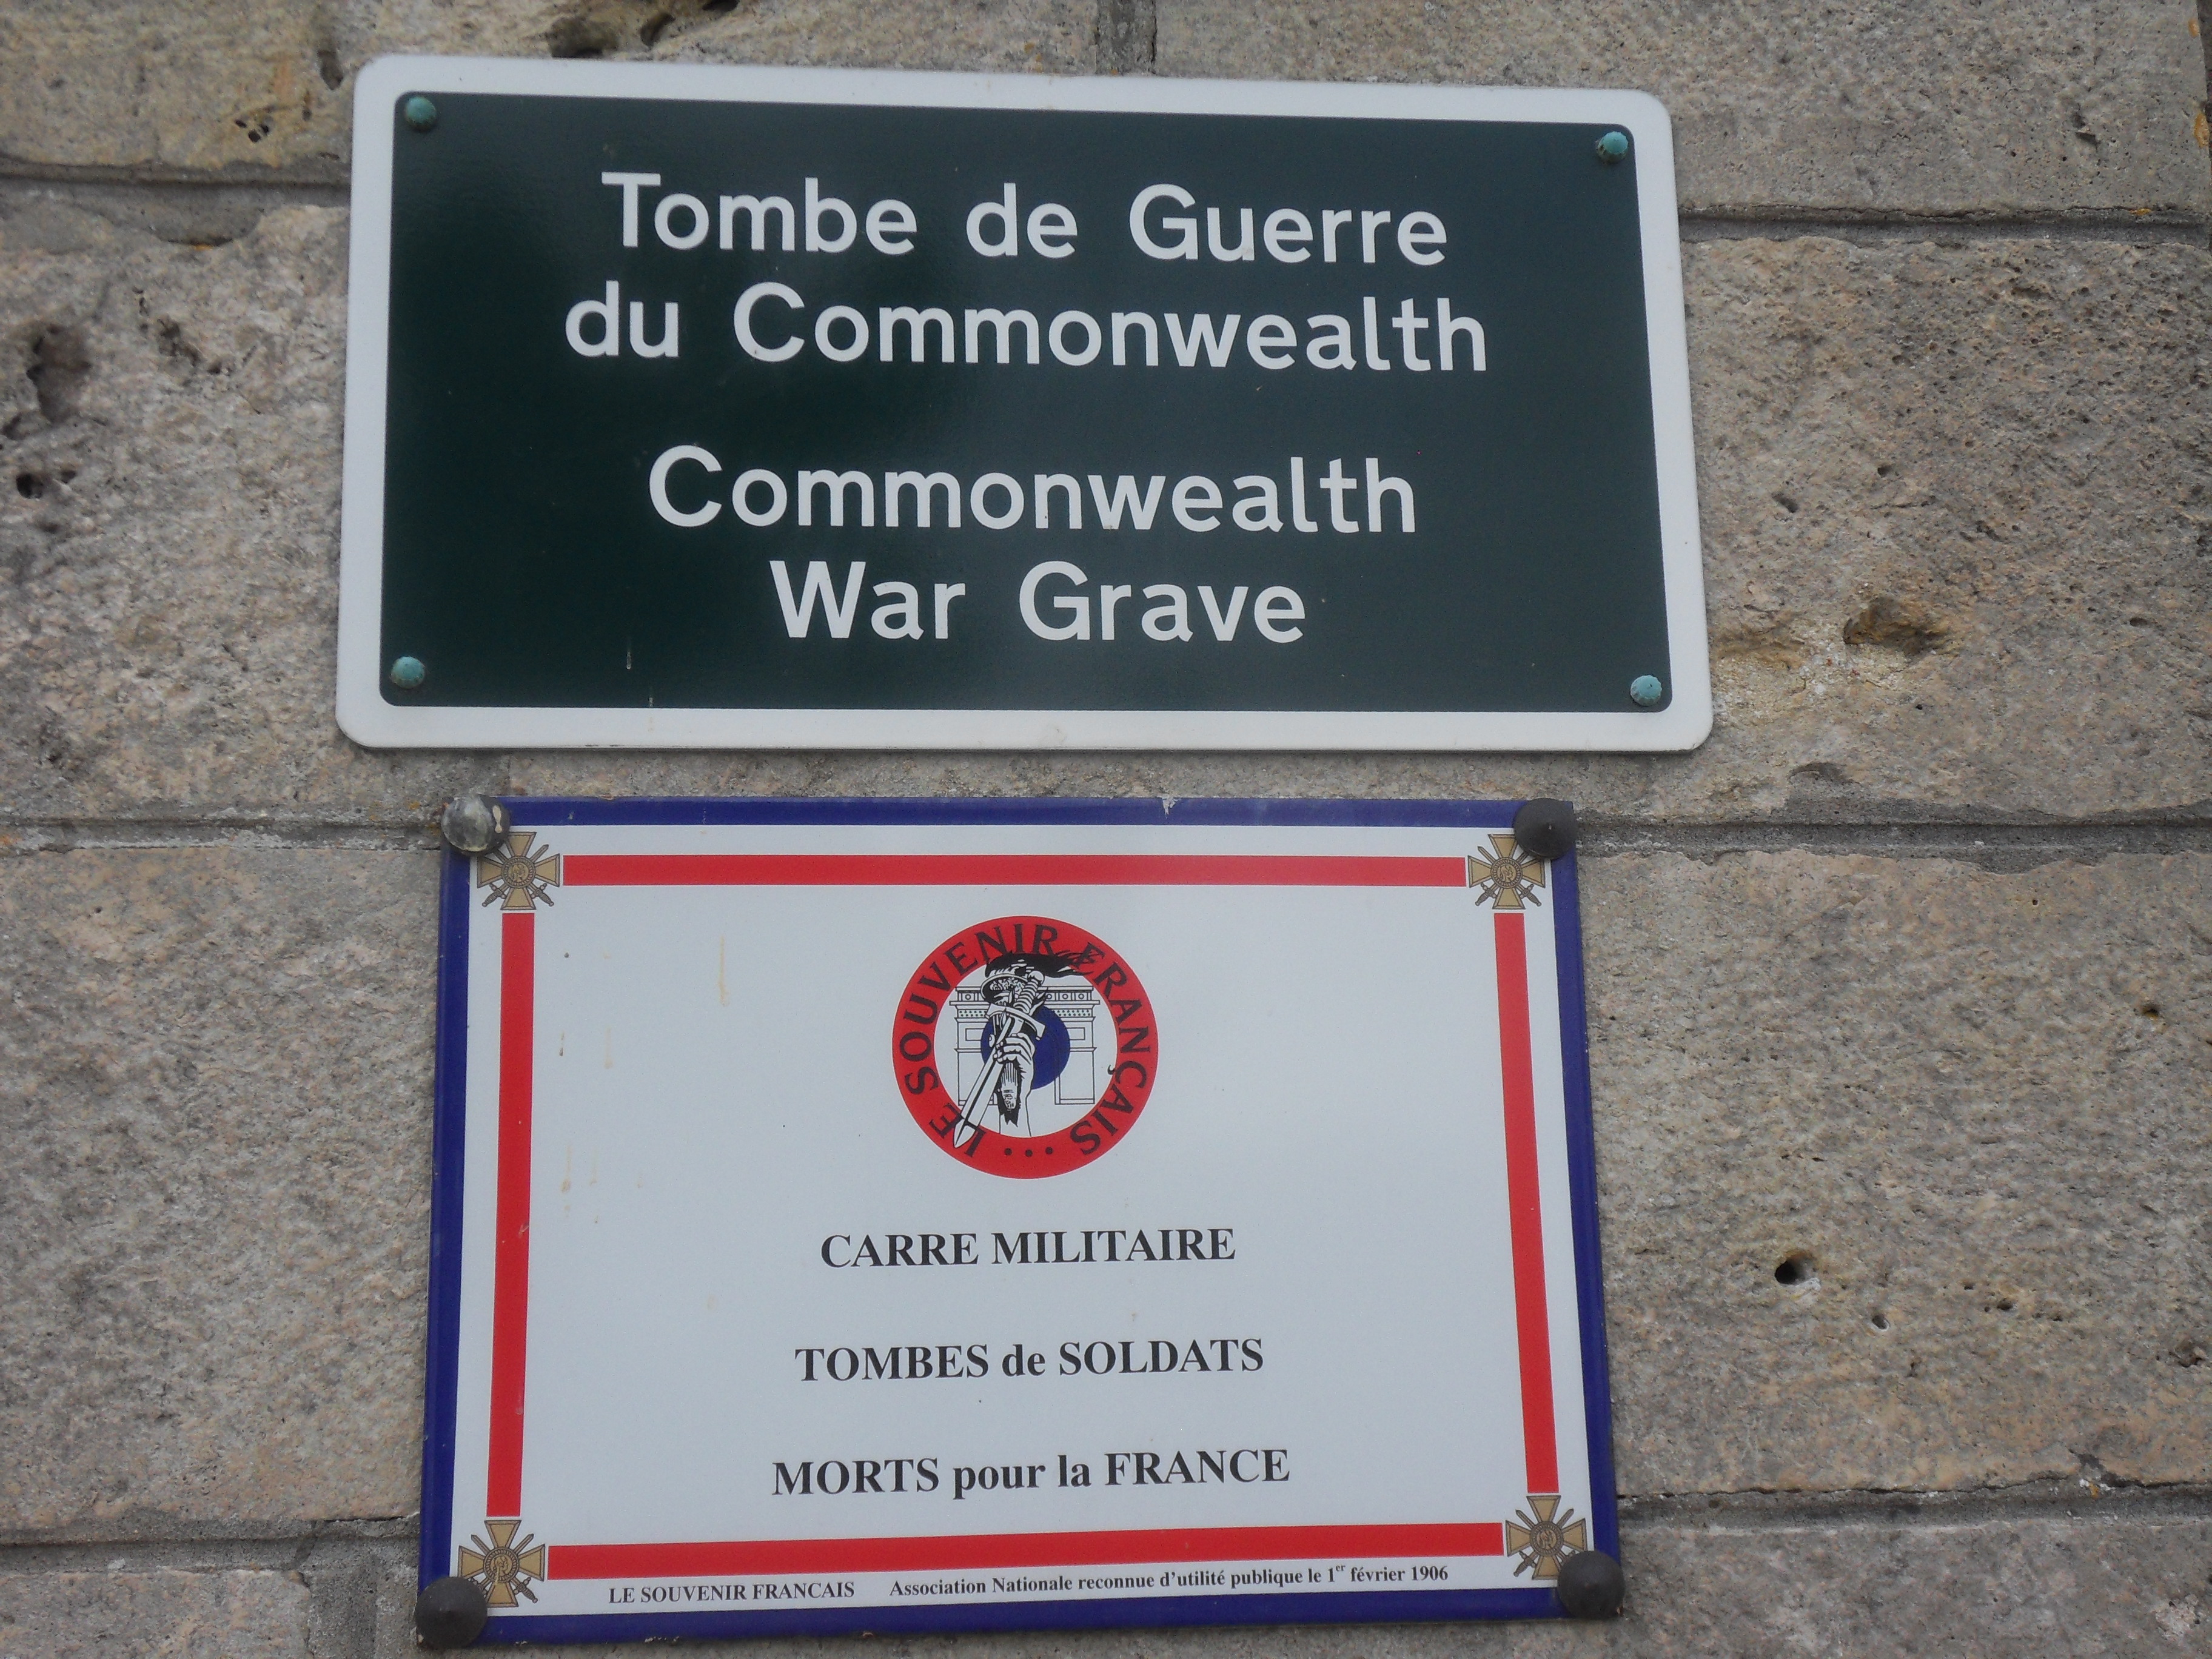 Tombe de Guerre
du Commonwealth
Commonwealth
War Grave
LE SOUVENIR FRANÇAIS ...
CARRE MILITAIRE
TOMBES de SOLDATS
MORTS pour la FRANCE
LE SOUVENIR FRANCAIS Association Nationale reconnue d'utilité publique le 1er février 1906